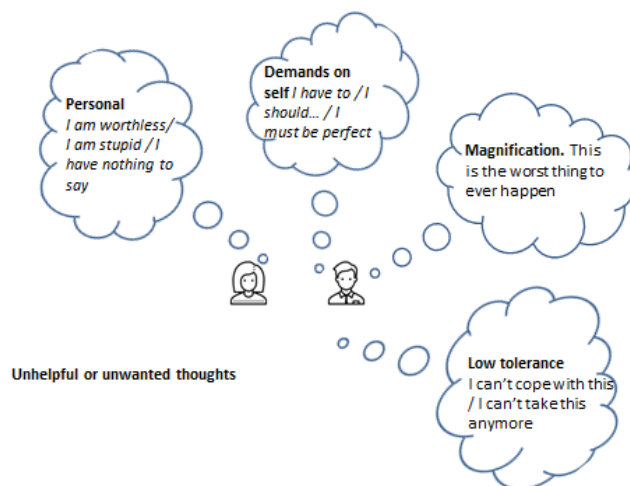 Personal
I am worthless/
I am stupid / I
have nothing to
say
Demands on
self I have to / I
should... / I
must be perfect
Magnification. This
is the worst thing to
ever happen
Unhelpful or unwanted thoughts
Low tolerance
I can't cope with this
/ I can't take this
anymore